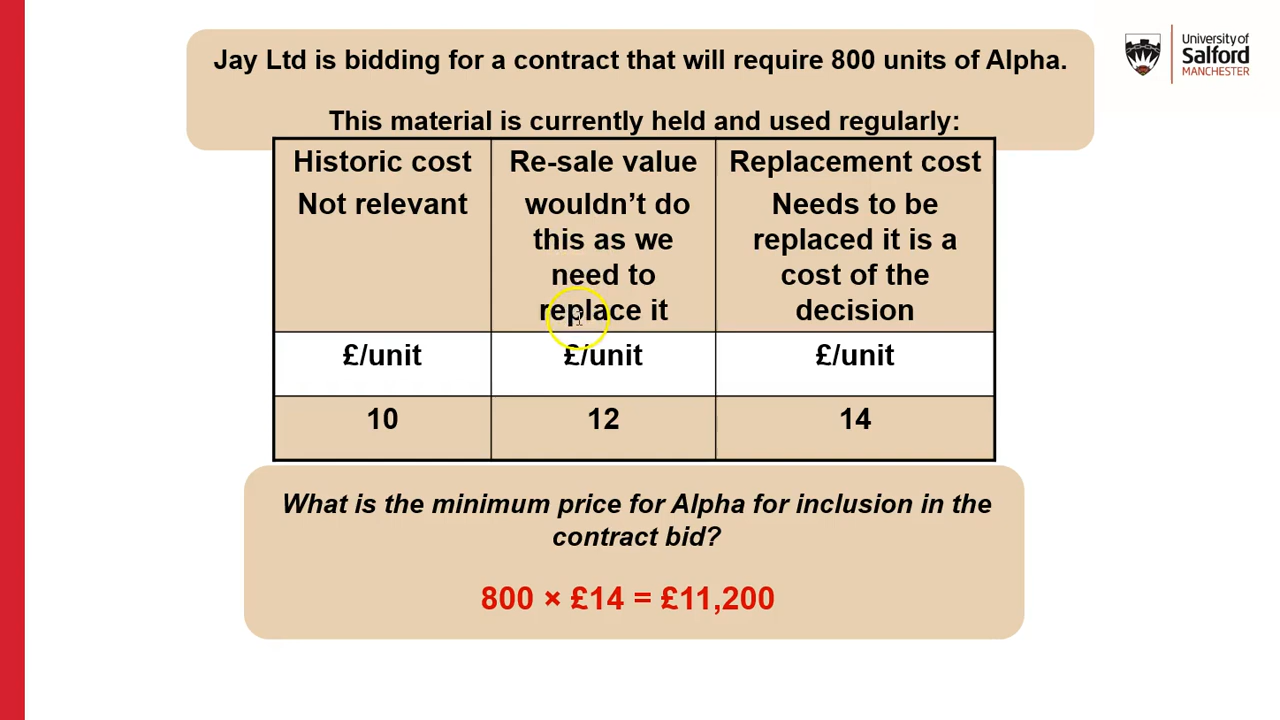 Jay Ltd is bidding for a contract that will require 800 units of Alpha.
University of
Salford
MANCHESTER
This material is currently held and used regularly:
Historic cost
Not relevant
Re-sale value
wouldn’t do
this as we
need to
replace it
Replacement cost
Needs to be
replaced it is a
cost of the
decision
£/unit
£/unit
£/unit
10
12
14
What is the minimum price for Alpha for inclusion in the
contract bid?
800 × £14 = £11,200